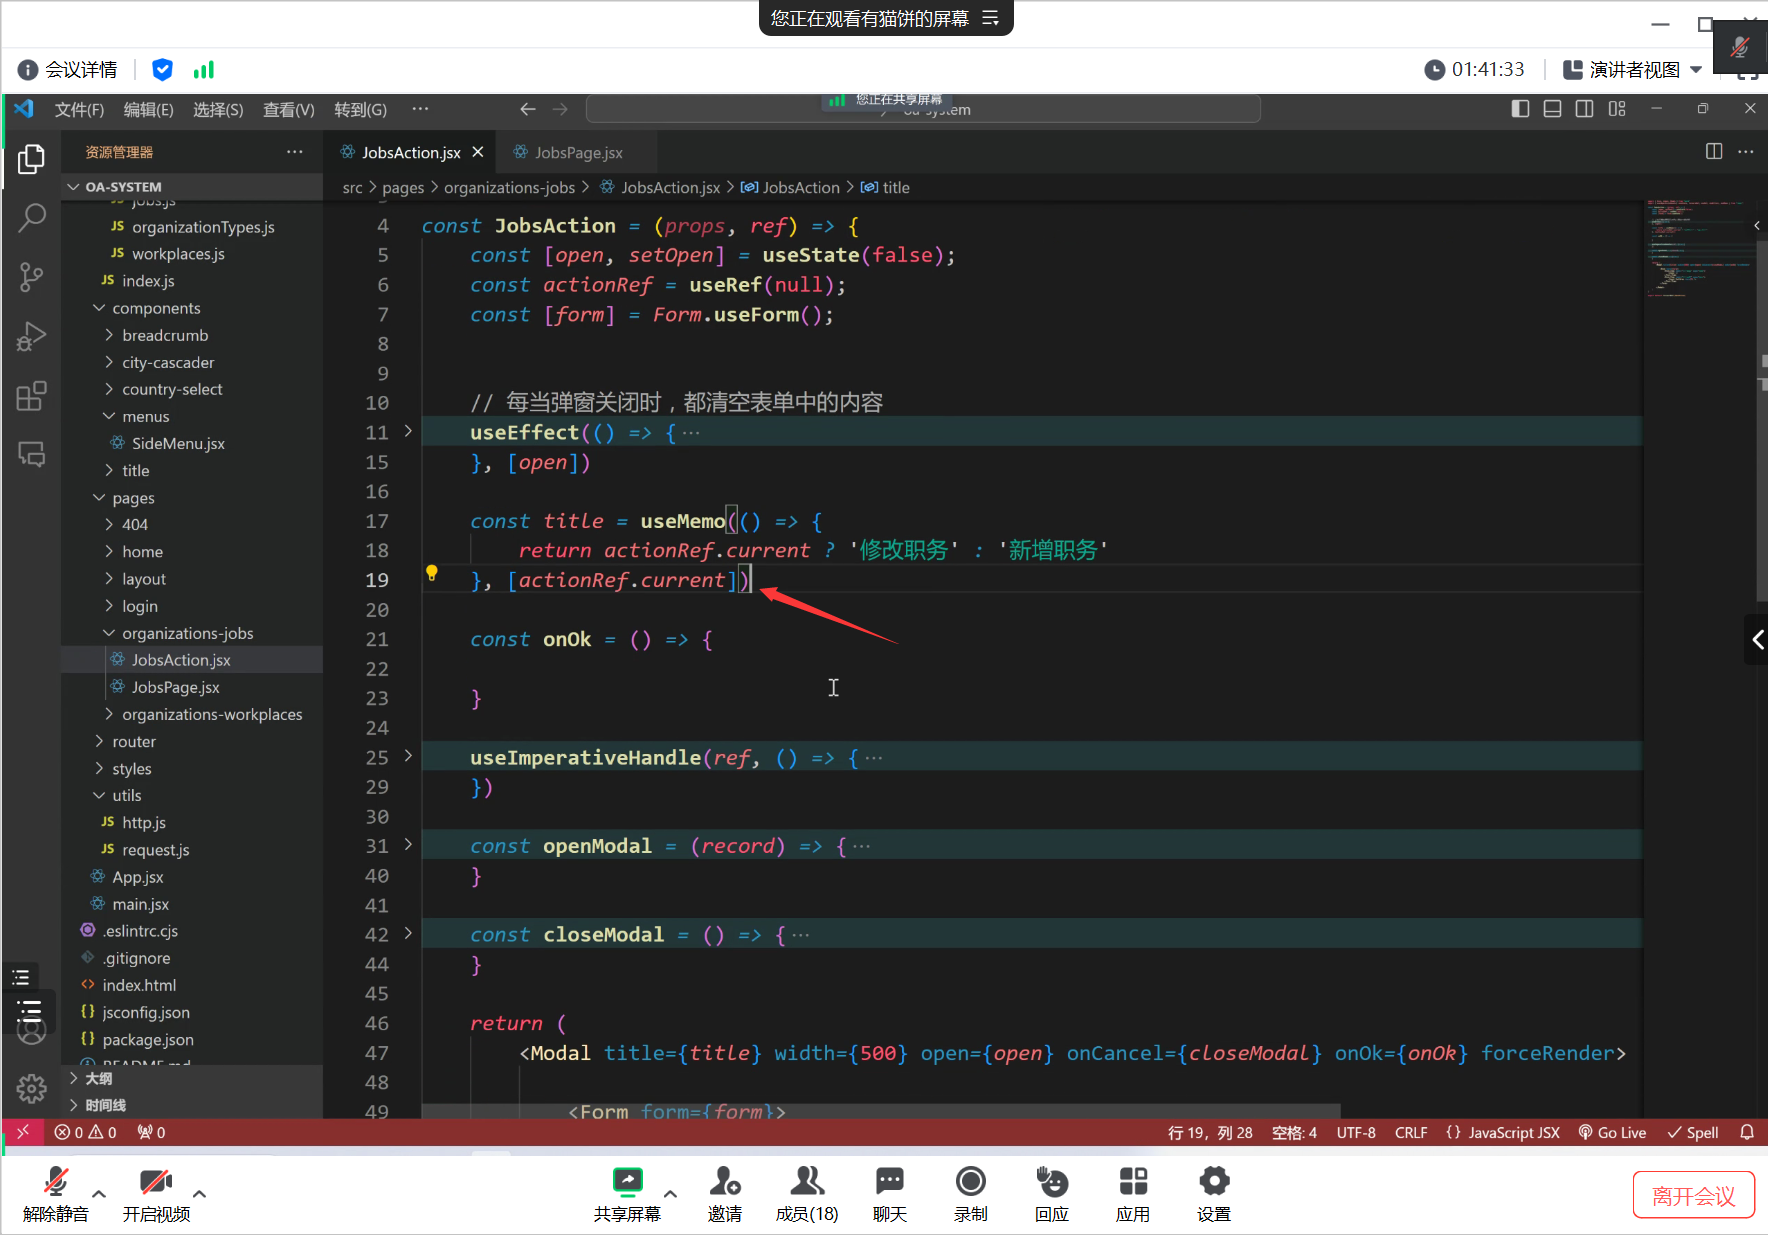 您正在观看有猫饼的屏幕
会议详情
01:41:33
演讲者视图
文件(F) 编辑(E) 选择(S) 查看(V) 转到(G) ···
您正在共享屏幕
oa-system
资源管理器 ···
JobsAction.jsx
JobsPage.jsx
OA-SYSTEM
src > pages > organizations-jobs > JobsAction.jsx > JobsAction > title
jobs.js
organizationTypes.js
workplaces.js
index.js
components
breadcrumb
city-cascader
country-select
menus
SideMenu.jsx
title
pages
404
home
layout
login
organizations-jobs
JobsAction.jsx
JobsPage.jsx
organizations-workplaces
router
styles
utils
http.js
request.js
App.jsx
main.jsx
.eslintrc.cjs
.gitignore
index.html
jsconfig.json
package.json
README.md
大纲
时间线
4 const JobsAction = (props, ref) => {
5 const [open, setOpen] = useState(false);
6 const actionRef = useRef(null);
7 const [form] = Form.useForm();
8
9
10 // 每当弹窗关闭时，都清空表单中的内容
11 useEffect(() => { ···
15 }, [open])
16
17 const title = useMemo(() => {
18 return actionRef.current ? '修改职务' : '新增职务'
19 }, [actionRef.current])
20
21 const onOk = () => {
22
23 }
24
25 useImperativeHandle(ref, () => { ···
29 })
30
31 const openModal = (record) => { ···
40 }
41
42 const closeModal = () => { ···
44 }
45
46 return (
47 <Modal title={title} width={500} open={open} onCancel={closeModal} onOk={onOk} forceRender>
48
49 <Form form={form}>
0 0 0
行 19，列 28 空格: 4 UTF-8 CRLF {} JavaScript JSX Go Live Spell
解除静音
开启视频
共享屏幕
邀请
成员(18)
聊天
录制
回应
应用
设置
离开会议